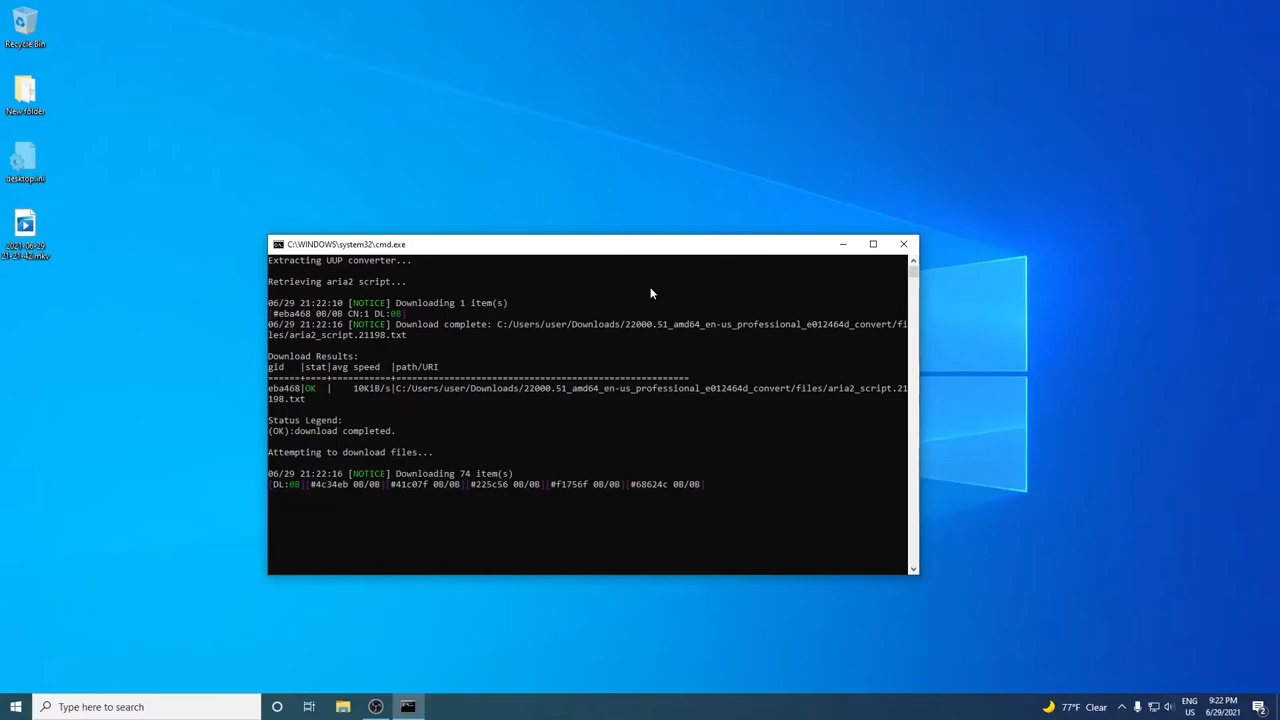 Recycle Bin
New folder
desktop.ini
2021-06-29
21-21-42.mkv
C:\WINDOWS\system32\cmd.exe
Extracting UUP converter...
Retrieving aria2 script...
06/29 21:22:10 [NOTICE] Downloading 1 item(s)
[#eba468 0B/0B CN:1 DL:0B]
06/29 21:22:16 [NOTICE] Download complete: C:/Users/user/Downloads/22000.51_amd64_en-us_professional_e012464d_convert/fi
les/aria2_script.21198.txt
Download Results:
gid   |stat|avg speed  |path/URI
======+====+===========+=======================================================
eba468|OK  |    10KiB/s|C:/Users/user/Downloads/22000.51_amd64_en-us_professional_e012464d_convert/files/aria2_script.21
198.txt
Status Legend:
(OK):download completed.
Attempting to download files...
06/29 21:22:16 [NOTICE] Downloading 74 item(s)
[DL:0B][#4c34eb 0B/0B][#41c07f 0B/0B][#225c56 0B/0B][#f1756f 0B/0B][#68624c 0B/0B]
Type here to search
77°F Clear
ENG
US
9:22 PM
6/29/2021
2